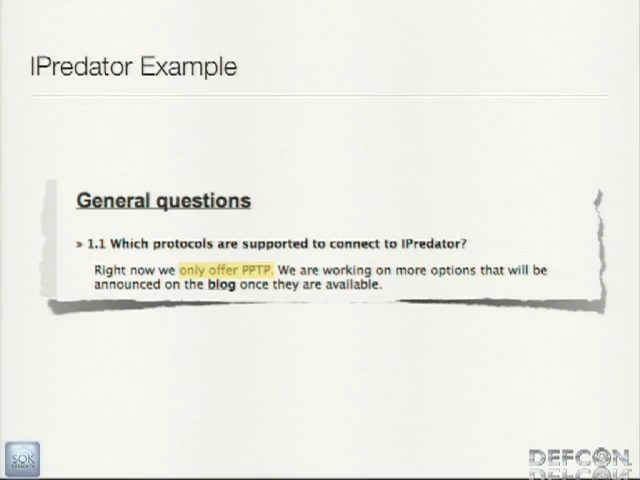 IPredator Example
General questions
» 1.1 Which protocols are supported to connect to IPredator?
Right now we only offer PPTP. We are working on more options that will be
announced on the blog once they are available.
SOK
DEFCON